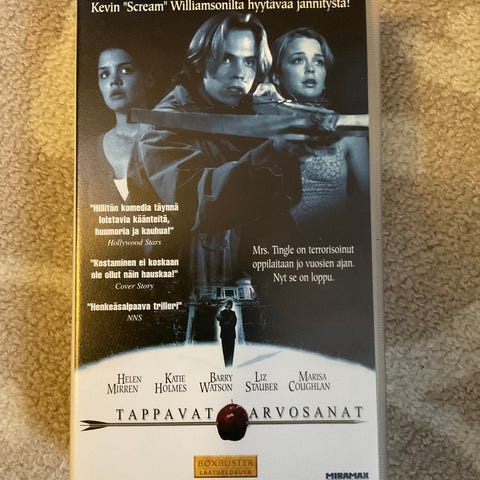 Kevin "Scream" Williamsonilta hyytävää jännitystä!
"Hillitön komedia täynnä
loistavia käänteitä,
huumoria ja kauhua!"
Hollywood Stars
"Kostaminen ei koskaan
ole ollut näin hauskaa!"
Cover Story
"Henkeäsalpaava trilleri"
NNS
Mrs. Tingle on terrorisoinut
oppilaitaan jo vuosien ajan.
Nyt se on loppu.
HELEN KATIE BARRY LIZ MARISA
MIRREN HOLMES WATSON STAUBER COUGHLAN
TAPPAVAT ARVOSANAT
BOXBUSTER
LAATUELOKUVA
MIRAMAX